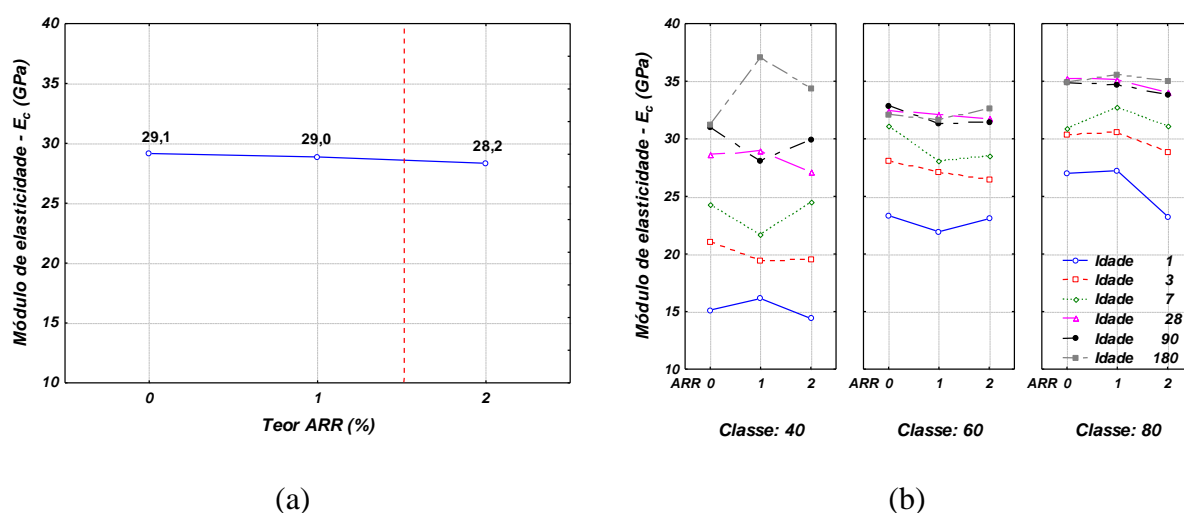 Módulo de elasticidade - Ec (GPa)
40
35
30
25
20
15
10
29,1
29,0
28,2
0 1 2
Teor ARR (%)
(a)
Módulo de elasticidade - Ec (GPa)
40
35
30
25
20
15
10
ARR 0 1 2
Classe: 40
ARR 0 1 2
Classe: 60
Idade 1
Idade 3
Idade 7
Idade 28
Idade 90
Idade 180
ARR 0 1 2
Classe: 80
(b)